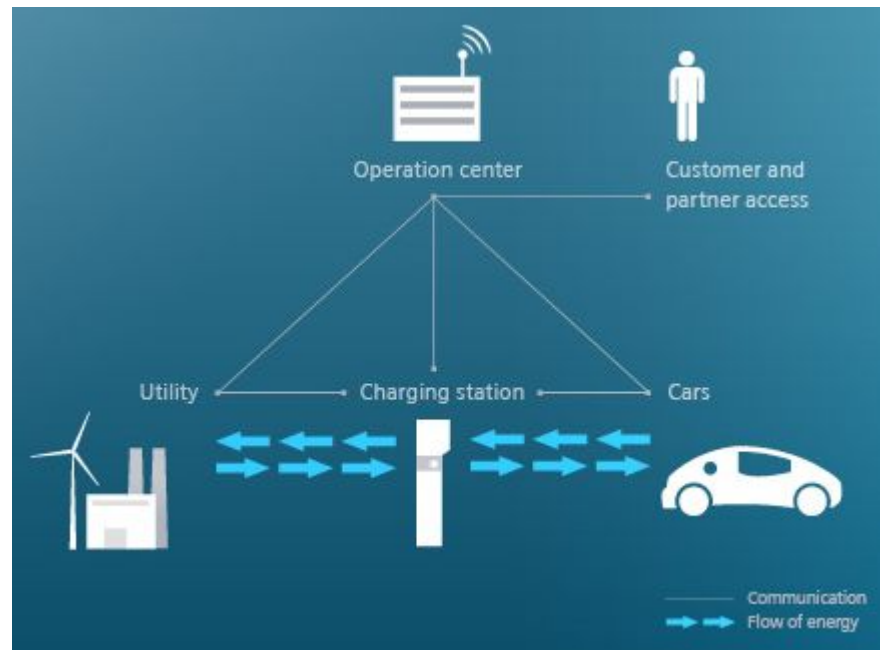 Operation center
Customer and
partner access
Utility
Charging station
Cars
Communication
Flow of energy